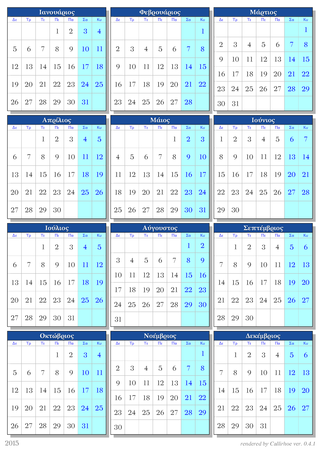 Ιανουάριος
Δε Τρ Τε Πε Πα Σα Κυ
1 2 3 4
5 6 7 8 9 10 11
12 13 14 15 16 17 18
19 20 21 22 23 24 25
26 27 28 29 30 31
Φεβρουάριος
Δε Τρ Τε Πε Πα Σα Κυ
1
2 3 4 5 6 7 8
9 10 11 12 13 14 15
16 17 18 19 20 21 22
23 24 25 26 27 28
Μάρτιος
Δε Τρ Τε Πε Πα Σα Κυ
1
2 3 4 5 6 7 8
9 10 11 12 13 14 15
16 17 18 19 20 21 22
23 24 25 26 27 28 29
30 31
Απρίλιος
Δε Τρ Τε Πε Πα Σα Κυ
1 2 3 4 5
6 7 8 9 10 11 12
13 14 15 16 17 18 19
20 21 22 23 24 25 26
27 28 29 30
Μάιος
Δε Τρ Τε Πε Πα Σα Κυ
1 2 3
4 5 6 7 8 9 10
11 12 13 14 15 16 17
18 19 20 21 22 23 24
25 26 27 28 29 30 31
Ιούνιος
Δε Τρ Τε Πε Πα Σα Κυ
1 2 3 4 5 6 7
8 9 10 11 12 13 14
15 16 17 18 19 20 21
22 23 24 25 26 27 28
29 30
Ιούλιος
Δε Τρ Τε Πε Πα Σα Κυ
1 2 3 4 5
6 7 8 9 10 11 12
13 14 15 16 17 18 19
20 21 22 23 24 25 26
27 28 29 30 31
Αύγουστος
Δε Τρ Τε Πε Πα Σα Κυ
1 2
3 4 5 6 7 8 9
10 11 12 13 14 15 16
17 18 19 20 21 22 23
24 25 26 27 28 29 30
31
Σεπτέμβριος
Δε Τρ Τε Πε Πα Σα Κυ
1 2 3 4 5 6
7 8 9 10 11 12 13
14 15 16 17 18 19 20
21 22 23 24 25 26 27
28 29 30
Οκτώβριος
Δε Τρ Τε Πε Πα Σα Κυ
1 2 3 4
5 6 7 8 9 10 11
12 13 14 15 16 17 18
19 20 21 22 23 24 25
26 27 28 29 30 31
Νοέμβριος
Δε Τρ Τε Πε Πα Σα Κυ
1
2 3 4 5 6 7 8
9 10 11 12 13 14 15
16 17 18 19 20 21 22
23 24 25 26 27 28 29
30
Δεκέμβριος
Δε Τρ Τε Πε Πα Σα Κυ
1 2 3 4 5 6
7 8 9 10 11 12 13
14 15 16 17 18 19 20
21 22 23 24 25 26 27
28 29 30 31
2015
rendered by Callirhoe ver. 0.4.1